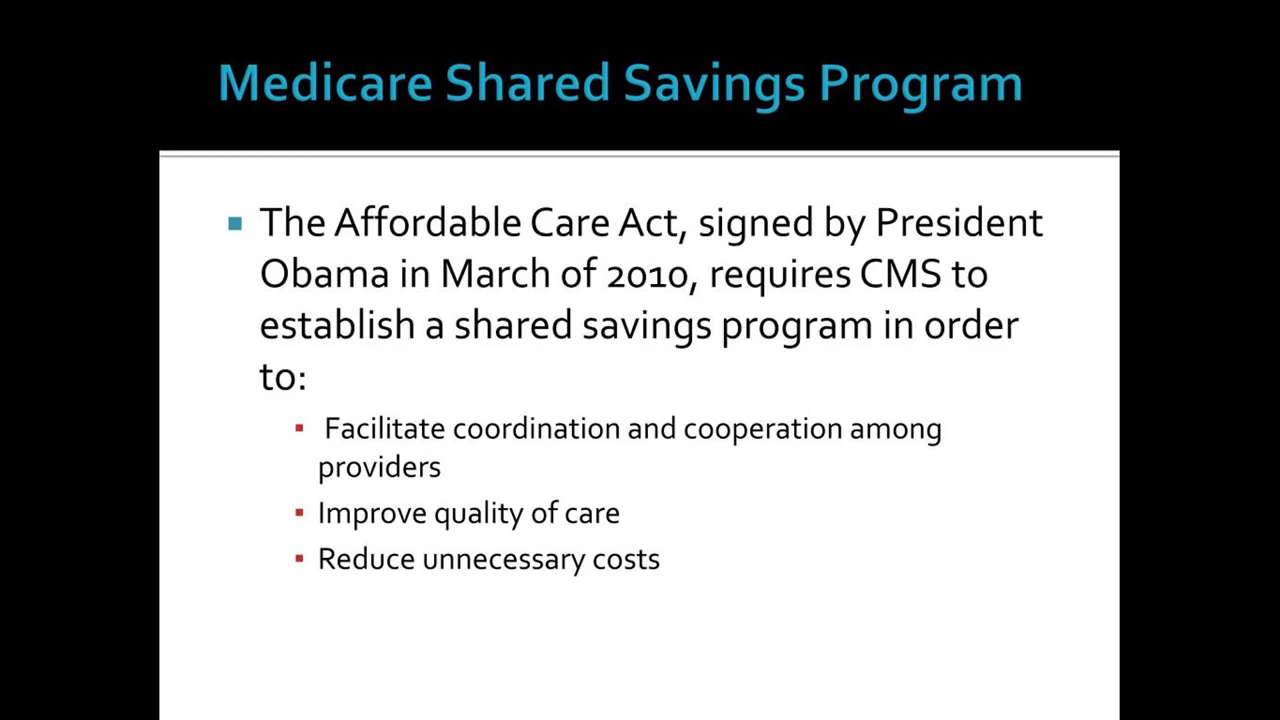 Medicare Shared Savings Program
The Affordable Care Act, signed by President
Obama in March of 2010, requires CMS to
establish a shared savings program in order
to:
Facilitate coordination and cooperation among
providers
Improve quality of care
Reduce unnecessary costs